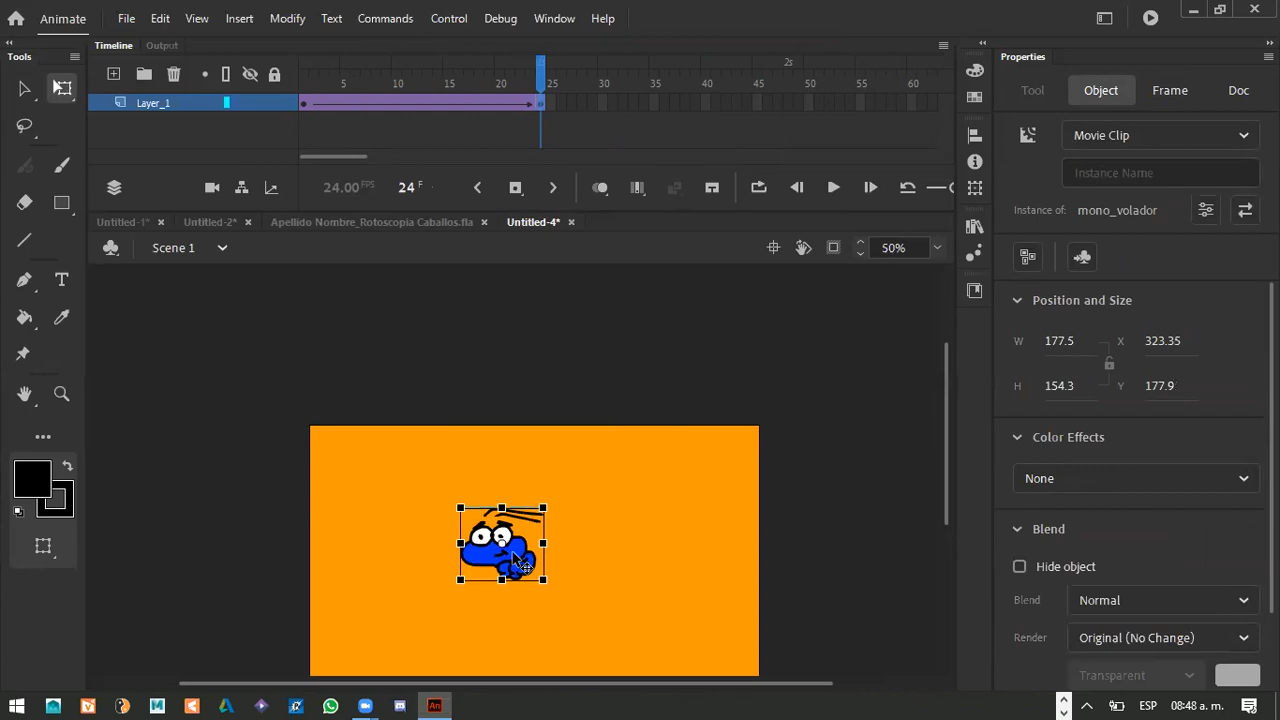 Animate File Edit View Insert Modify Text Commands Control Debug Window Help
Tools Timeline Output Properties
2s
5 10 15 20 25 30 35 40 45 50 55 60
Layer_1
Tool Object Frame Doc
Movie Clip
Instance Name
24.00 FPS 24 F
Instance of: mono_volador
Untitled-1* Untitled-2* Apellido Nombre_Rotoscopia Caballos.fla Untitled-4*
Scene 1 50%
Position and Size
W 177.5 X 323.35
H 154.3 Y 177.9
Color Effects
None
Blend
Hide object
Blend Normal
Render Original (No Change)
Transparent
An ESP 08:48 a. m.